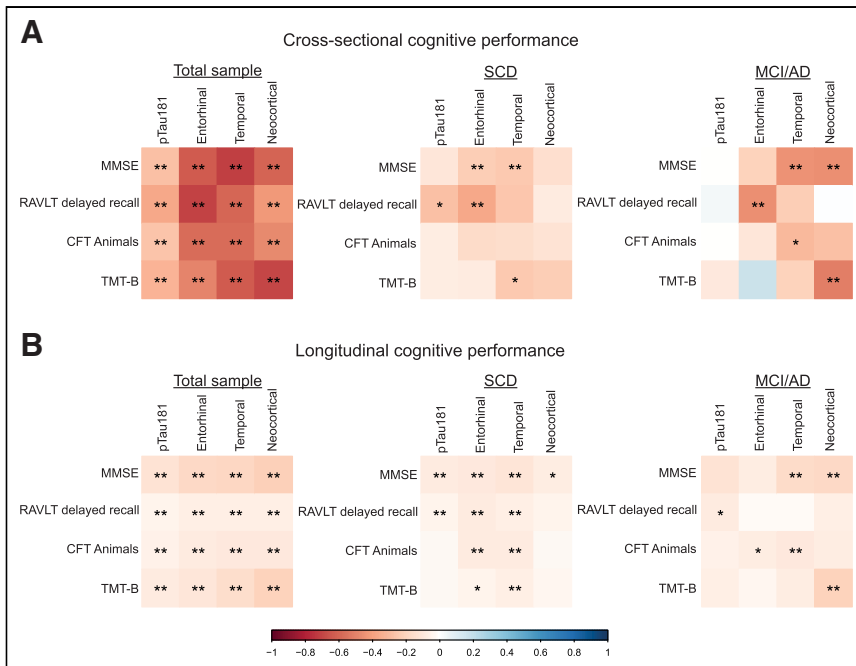 A
Cross-sectional cognitive performance
Total sample SCD MCI/AD
pTau181 Entorhinal Temporal Neocortical pTau181 Entorhinal Temporal Neocortical pTau181 Entorhinal Temporal Neocortical
MMSE ** ** ** ** MMSE ** ** MMSE ** **
RAVLT delayed recall ** ** ** ** RAVLT delayed recall * ** RAVLT delayed recall **
CFT Animals ** ** ** ** CFT Animals CFT Animals *
TMT-B ** ** ** ** TMT-B * TMT-B **
B
Longitudinal cognitive performance
Total sample SCD MCI/AD
pTau181 Entorhinal Temporal Neocortical pTau181 Entorhinal Temporal Neocortical pTau181 Entorhinal Temporal Neocortical
MMSE ** ** ** ** MMSE ** ** ** * MMSE ** **
RAVLT delayed recall ** ** ** ** RAVLT delayed recall ** ** ** RAVLT delayed recall *
CFT Animals ** ** ** ** CFT Animals ** ** CFT Animals * **
TMT-B ** ** ** ** TMT-B * ** TMT-B **
−1 −0.8 −0.6 −0.4 −0.2 0 0.2 0.4 0.6 0.8 1